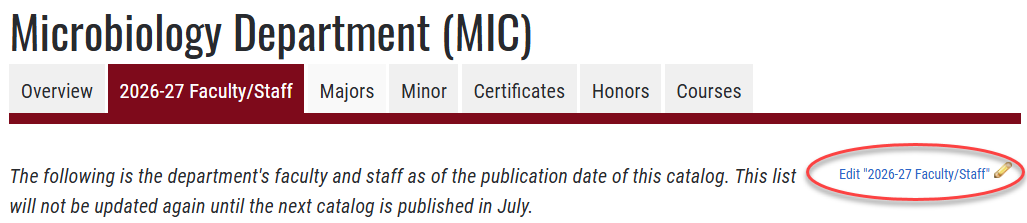 Microbiology Department (MIC)
Overview 2026-27 Faculty/Staff Majors Minor Certificates Honors Courses
The following is the department's faculty and staff as of the publication date of this catalog. This list
will not be updated again until the next catalog is published in July.
Edit "2026-27 Faculty/Staff"